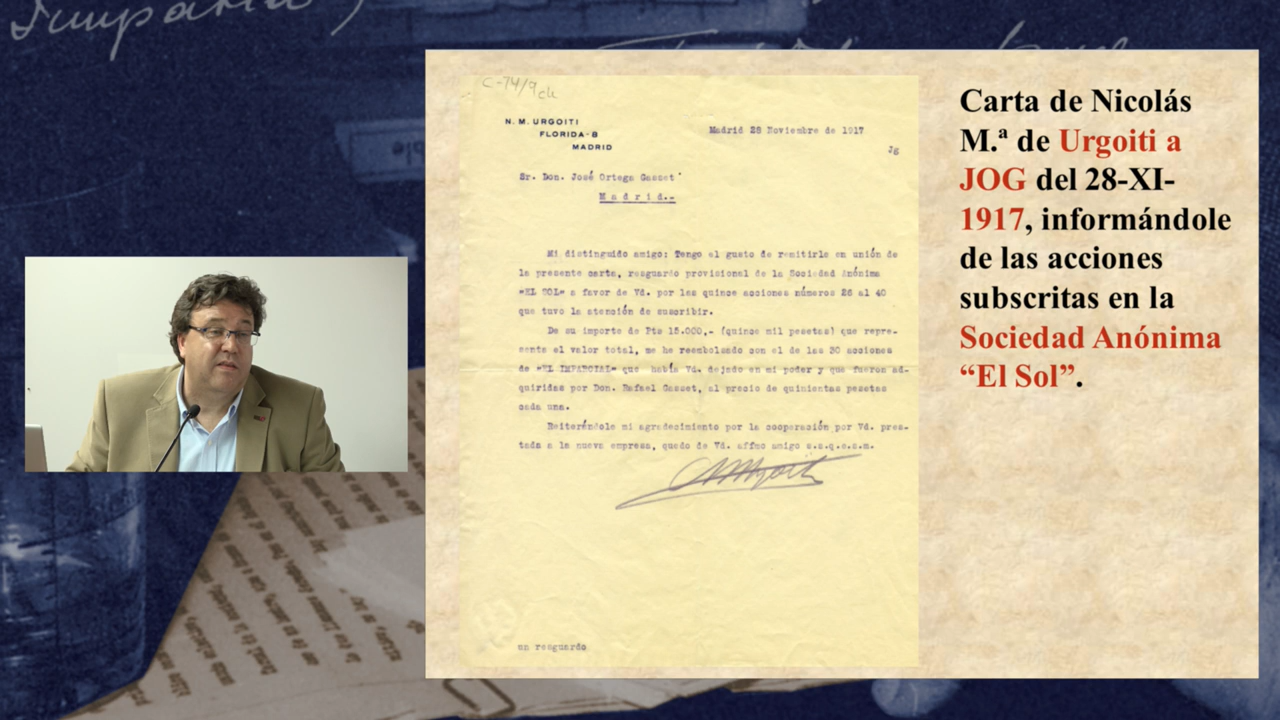 Imparcial
C-74/9ch
N. M. URGOITI
FLORIDA-8
MADRID
Madrid 28 Noviembre de 1917
Jg
Sr. Don. José Ortega Gasset
Madrid.-
Mi distinguido amigo: Tengo el gusto de remitirle en unión de
la presente carta, resguardo provisional de la Sociedad Anónima
"EL SOL" a favor de Vd. por las quince acciones números 26 al 40
que tuvo la atención de suscribir.
De su importe de Pts 15.000,- (quince mil pesetas) que repre-
senta el valor total, me he reembolsado con el de las 30 acciones
de "EL IMPARCIAL" que había Vd. dejado en mi poder y que fueron ad-
quiridas por Don. Rafael Gasset, al precio de quinientas pesetas
cada una.
Reiterándole mi agradecimiento por la cooperación por Vd. pres-
tada a la nueva empresa, quedo de Vd. affmo amigo s.s.q.e.s.m.
un resguardo
Carta de Nicolás
M.ª de Urgoiti a
JOG del 28-XI-
1917, informándole
de las acciones
subscritas en la
Sociedad Anónima
“El Sol”.